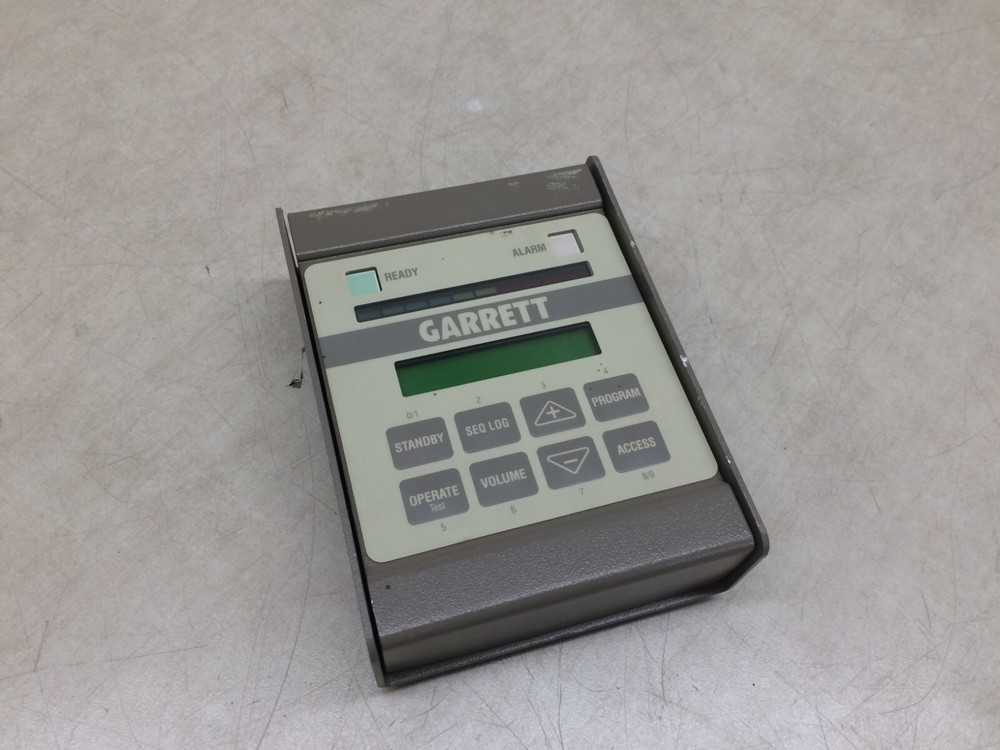 READY
ALARM
GARRETT
0/1 2 3 4
STANDBY SEQ LOG + PROGRAM
OPERATE VOLUME - ACCESS
Test
5 6 7 8/9